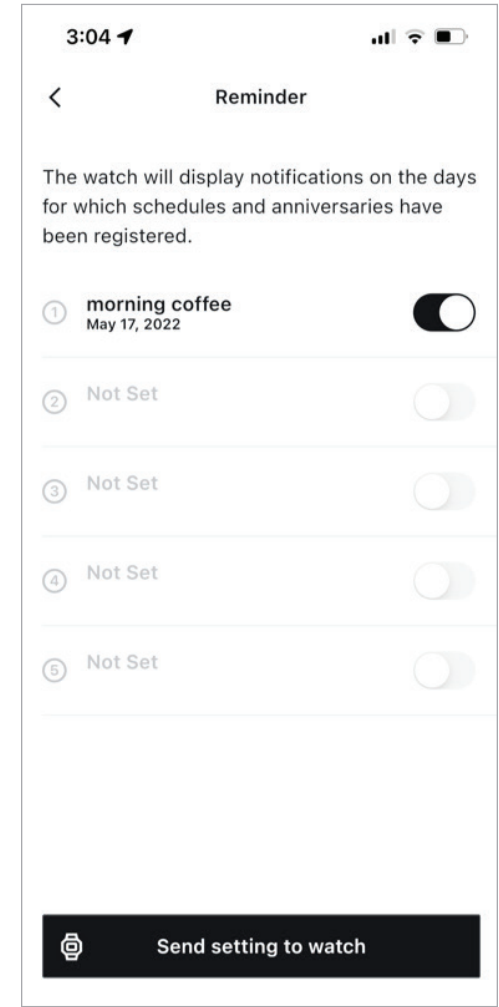 3:04
Reminder
The watch will display notifications on the days
for which schedules and anniversaries have
been registered.
1 morning coffee
May 17, 2022
2 Not Set
3 Not Set
4 Not Set
5 Not Set
Send setting to watch